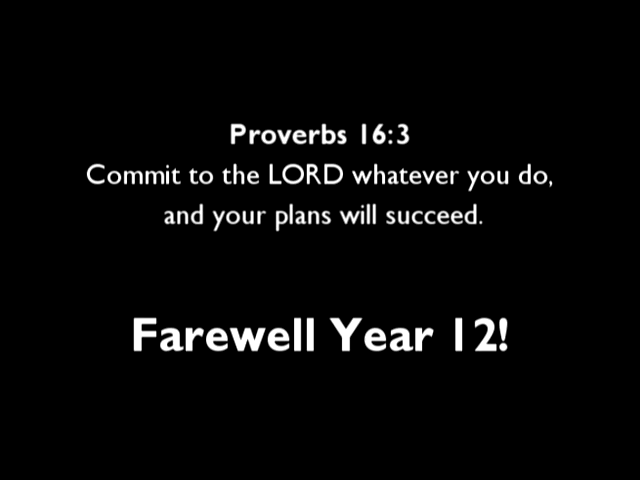 Proverbs 16:3
Commit to the LORD whatever you do,
and your plans will succeed.
Farewell Year 12!